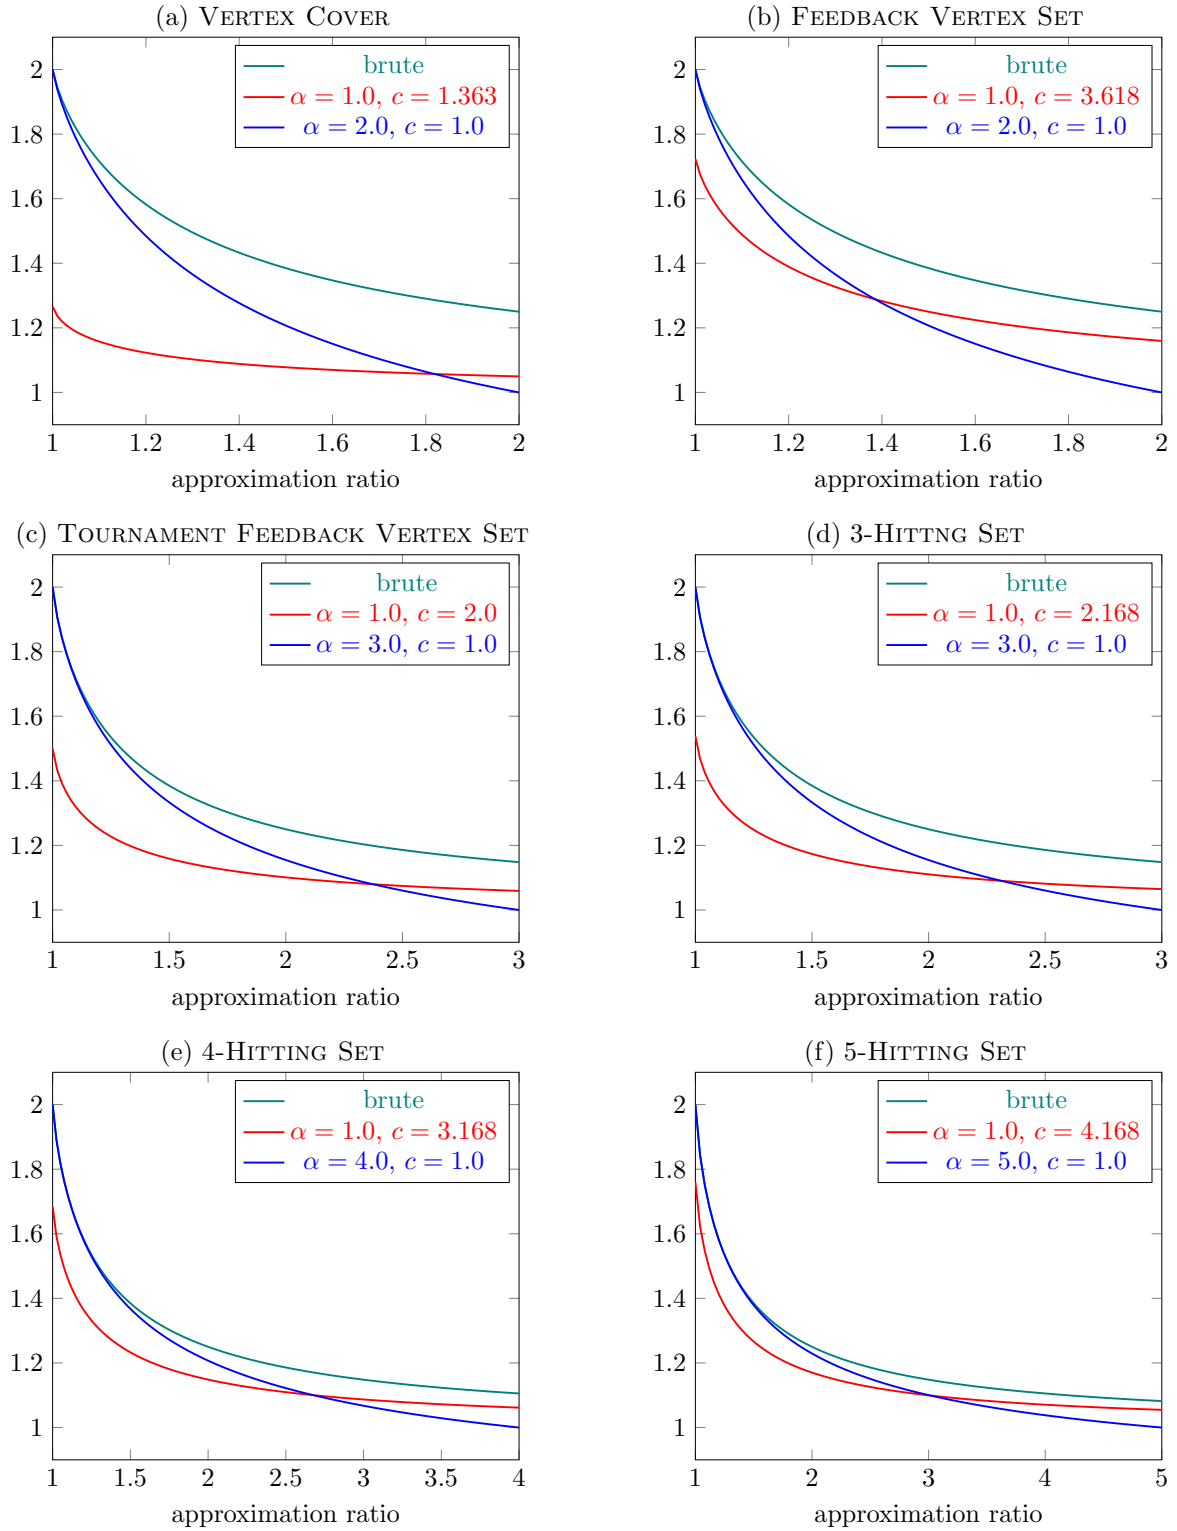 (a) VERTEX COVER
brute
α = 1.0, c = 1.363
α = 2.0, c = 1.0
2
1.8
1.6
1.4
1.2
1
1 1.2 1.4 1.6 1.8 2
approximation ratio
(b) FEEDBACK VERTEX SET
brute
α = 1.0, c = 3.618
α = 2.0, c = 1.0
2
1.8
1.6
1.4
1.2
1
1 1.2 1.4 1.6 1.8 2
approximation ratio
(c) TOURNAMENT FEEDBACK VERTEX SET
brute
α = 1.0, c = 2.0
α = 3.0, c = 1.0
2
1.8
1.6
1.4
1.2
1
1 1.5 2 2.5 3
approximation ratio
(d) 3-HITTNG SET
brute
α = 1.0, c = 2.168
α = 3.0, c = 1.0
2
1.8
1.6
1.4
1.2
1
1 1.5 2 2.5 3
approximation ratio
(e) 4-HITTING SET
brute
α = 1.0, c = 3.168
α = 4.0, c = 1.0
2
1.8
1.6
1.4
1.2
1
1 1.5 2 2.5 3 3.5 4
approximation ratio
(f) 5-HITTING SET
brute
α = 1.0, c = 4.168
α = 5.0, c = 1.0
2
1.8
1.6
1.4
1.2
1
1 2 3 4 5
approximation ratio